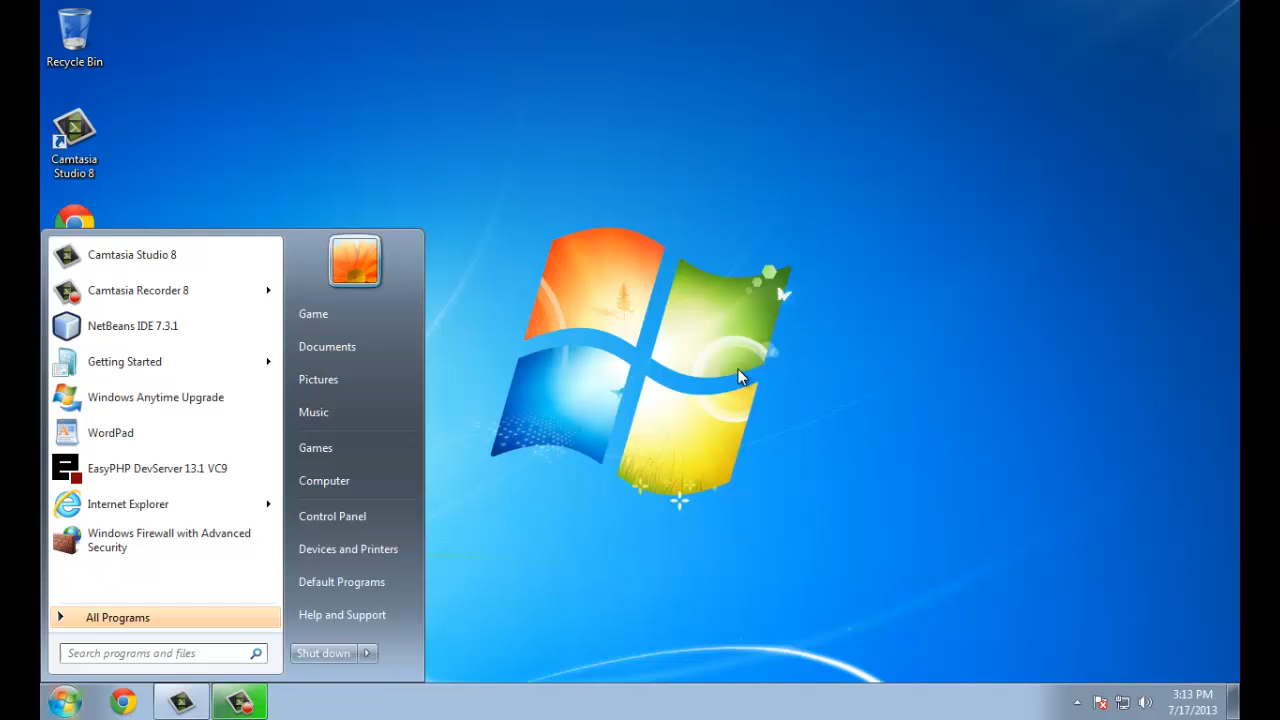 Recycle Bin
Camtasia
Studio 8
Camtasia Studio 8
Camtasia Recorder 8
NetBeans IDE 7.3.1
Getting Started
Windows Anytime Upgrade
WordPad
EasyPHP DevServer 13.1 VC9
Internet Explorer
Windows Firewall with Advanced
Security
All Programs
Search programs and files
Game
Documents
Pictures
Music
Games
Computer
Control Panel
Devices and Printers
Default Programs
Help and Support
Shut down
3:13 PM
7/17/2013